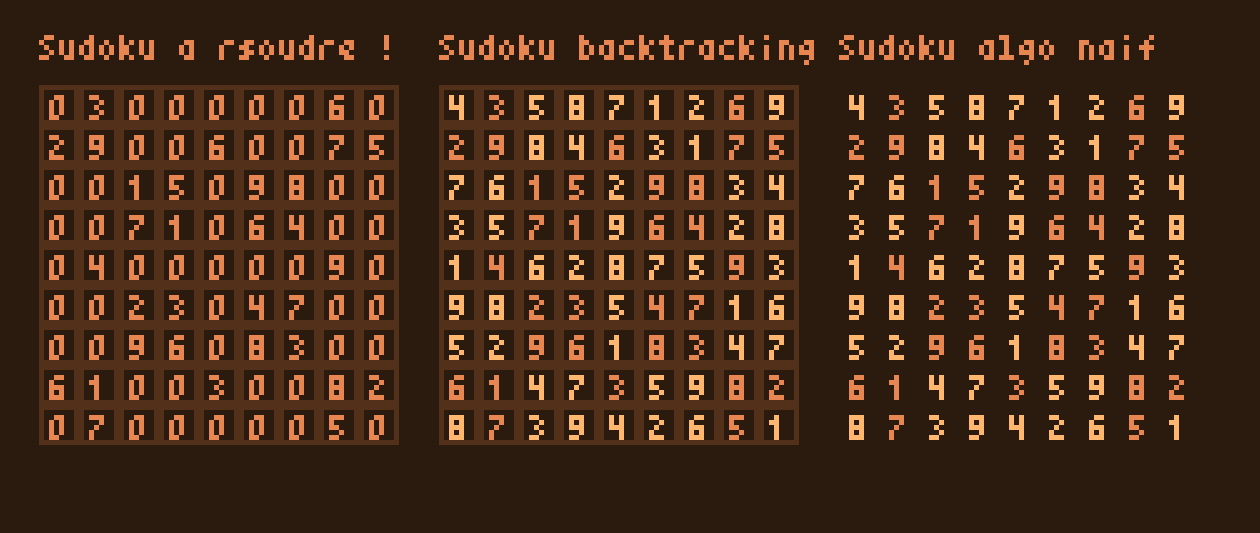 Sudoku a rsoudre ! Sudoku backtracking Sudoku algo naif
0 3 0 0 0 0 0 6 0 4 3 5 8 7 1 2 6 9 4 3 5 8 7 1 2 6 9
2 9 0 0 6 0 0 7 5 2 9 8 4 6 3 1 7 5 2 9 8 4 6 3 1 7 5
0 0 1 5 0 9 8 0 0 7 6 1 5 2 9 8 3 4 7 6 1 5 2 9 8 3 4
0 0 7 1 0 6 4 0 0 3 5 7 1 9 6 4 2 8 3 5 7 1 9 6 4 2 8
0 4 0 0 0 0 0 9 0 1 4 6 2 8 7 5 9 3 1 4 6 2 8 7 5 9 3
0 0 2 3 0 4 7 0 0 9 8 2 3 5 4 7 1 6 9 8 2 3 5 4 7 1 6
0 0 9 6 0 8 3 0 0 5 2 9 6 1 8 3 4 7 5 2 9 6 1 8 3 4 7
6 1 0 0 3 0 0 8 2 6 1 4 7 3 5 9 8 2 6 1 4 7 3 5 9 8 2
0 7 0 0 0 0 0 5 0 8 7 3 9 4 2 6 5 1 8 7 3 9 4 2 6 5 1